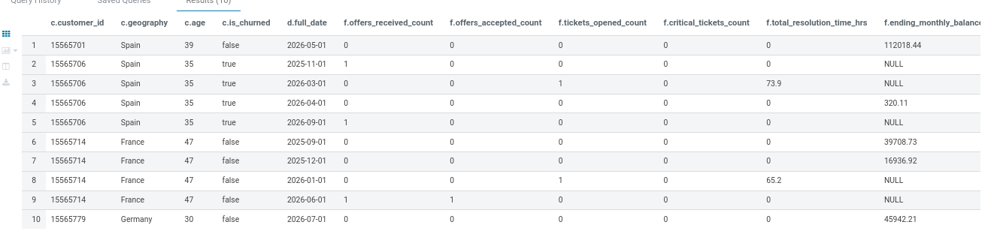 Query History Saved Queries Results (10)
c.customer_id c.geography c.age c.is_churned d.full_date f.offers_received_count f.offers_accepted_count f.tickets_opened_count f.critical_tickets_count f.total_resolution_time_hrs f.ending_monthly_balance
1 15565701 Spain 39 false 2026-05-01 0 0 0 0 0 112018.44
2 15565706 Spain 35 true 2025-11-01 1 0 0 0 0 NULL
3 15565706 Spain 35 true 2026-03-01 0 0 1 0 73.9 NULL
4 15565706 Spain 35 true 2026-04-01 0 0 0 0 0 320.11
5 15565706 Spain 35 true 2026-09-01 1 0 0 0 0 NULL
6 15565714 France 47 false 2025-09-01 0 0 0 0 0 39708.73
7 15565714 France 47 false 2025-12-01 0 0 0 0 0 16936.92
8 15565714 France 47 false 2026-01-01 0 0 1 0 65.2 NULL
9 15565714 France 47 false 2026-06-01 1 1 0 0 0 NULL
10 15565779 Germany 30 false 2026-07-01 0 0 0 0 0 45942.21